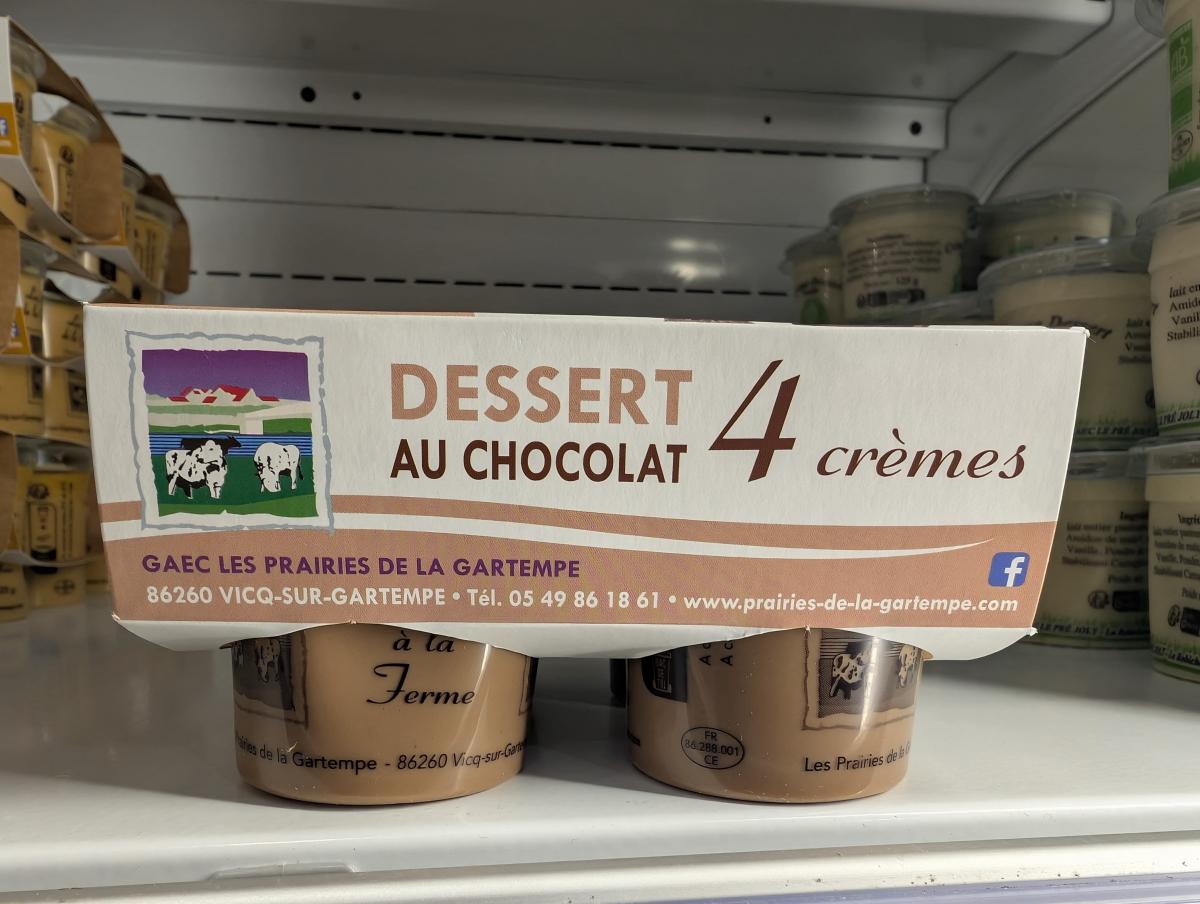 DESSERT
AU CHOCOLAT
4 crèmes
GAEC LES PRAIRIES DE LA GARTEMPE
86260 VICQ-SUR-GARTEMPE • Tél. 05 49 86 18 61 • www.prairies-de-la-gartempe.com
f
à la
Ferme
de la Gartempe - 86260 Vicq-sur-
FR
86.288.001
CE
Les Prairies de la
Dessert
AB